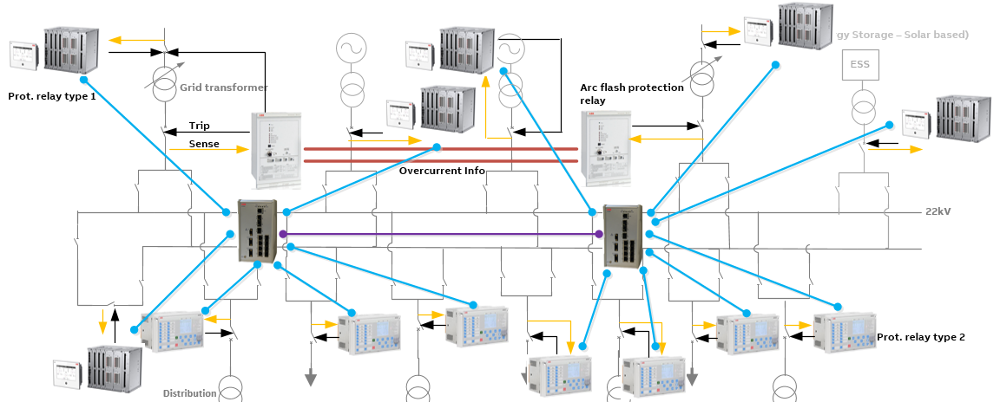 gy Storage – Solar based)
ESS
Grid transformer
Prot. relay type 1
Arc flash protection
relay
Trip
Sense
Overcurrent Info
22kV
Prot. relay type 2
Distribution